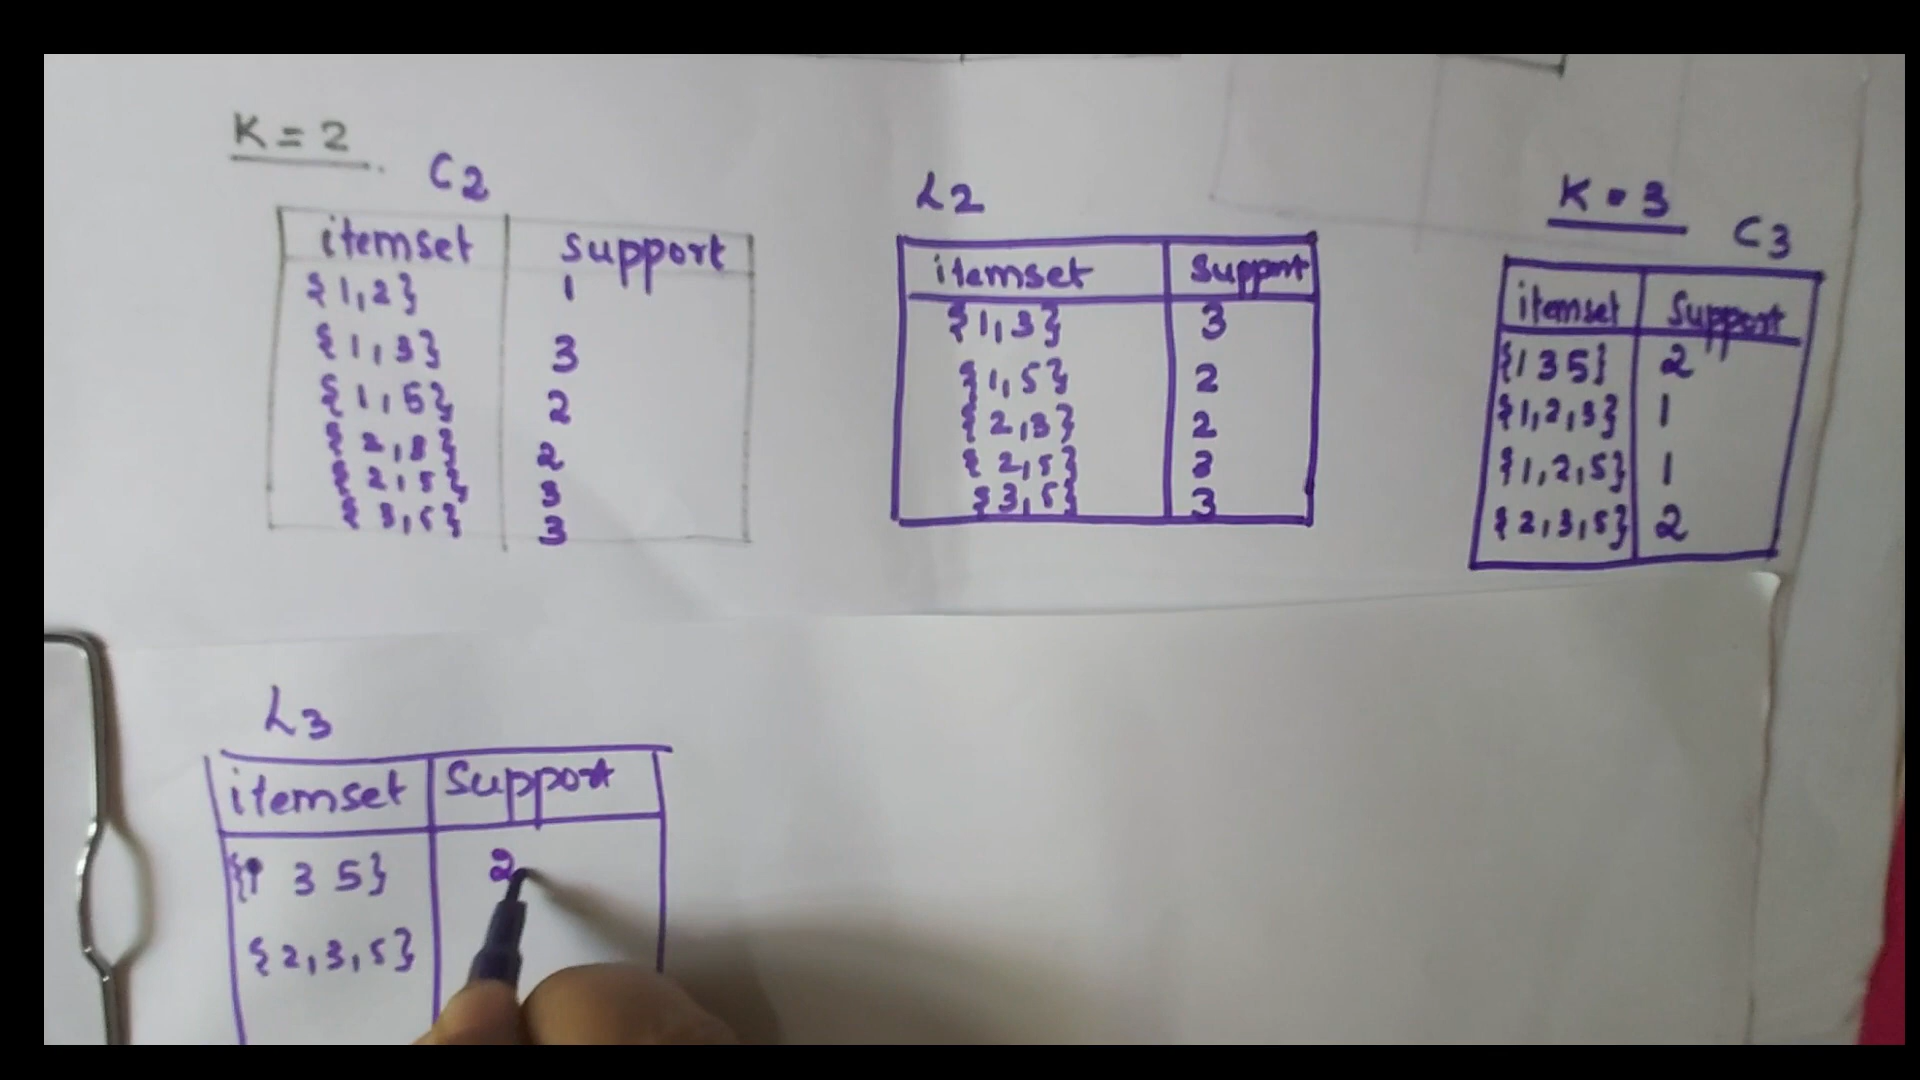 K = 2
C2
itemset support
{1,2} 1
{1,3} 3
{1,5} 2
{2,3} 2
{2,5} 3
{3,5} 3
L2
itemset support
{1,3} 3
{1,5} 2
{2,3} 2
{2,5} 3
{3,5} 3
K = 3
C3
itemset support
{1 3 5} 2
{1,2,3} 1
{1,2,5} 1
{2,3,5} 2
L3
itemset support
{1 3 5} 2
{2,3,5}